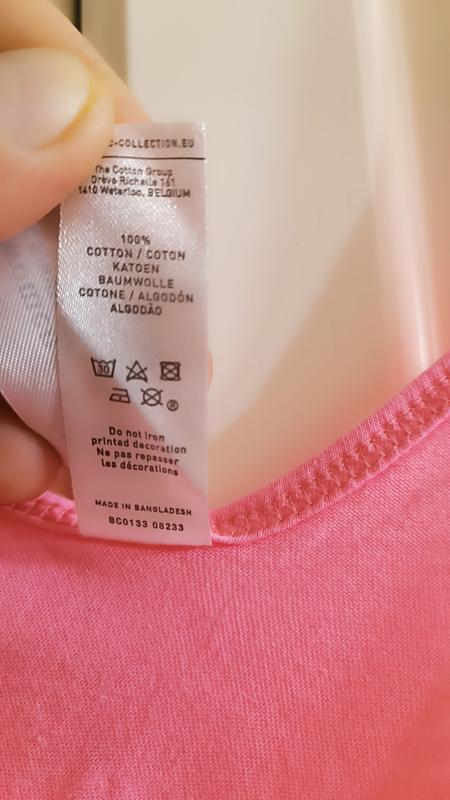 C-COLLECTION.EU
The Cotton Group
Drève Richelle 161
1410 Waterloo, BELGIUM
100%
COTTON / COTON
KATOEN
BAUMWOLLE
COTONE / ALGODÓN
ALGODÃO
30
®
Do not iron
printed decoration
Ne pas repasser
les décorations
MADE IN BANGLADESH
BC0133 08233